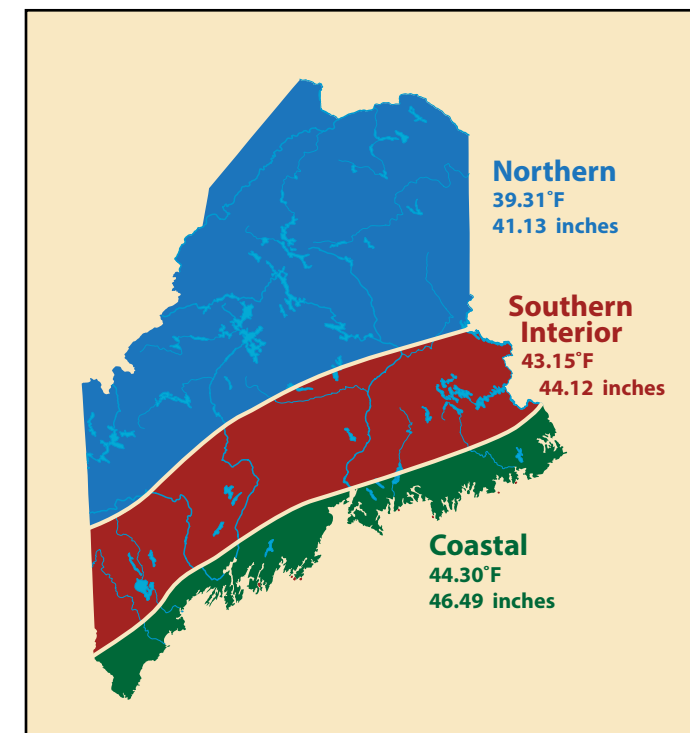 Northern
39.31˚F
41.13 inches
Southern
Interior
43.15˚F
44.12 inches
Coastal
44.30˚F
46.49 inches